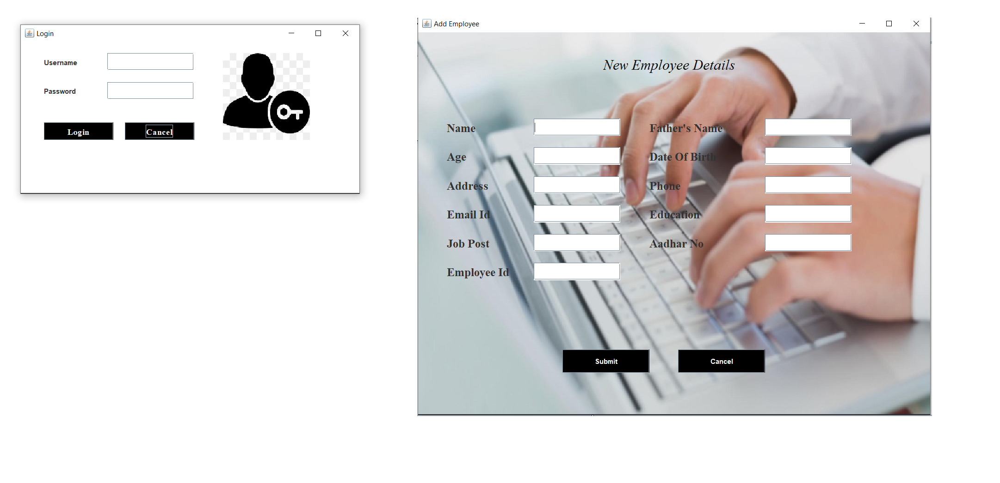 Login
Username
Password
Login Cancel
Add Employee
New Employee Details
Name Father's Name
Age Date Of Birth
Address Phone
Email Id Education
Job Post Aadhar No
Employee Id
Submit Cancel